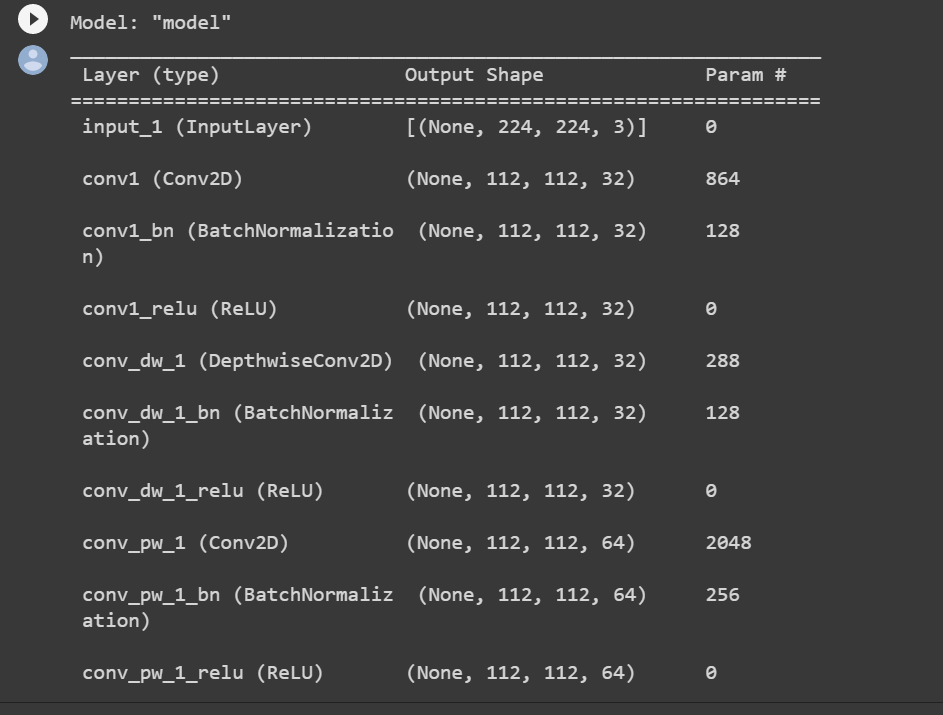 Model: "model"
Layer (type) Output Shape Param #
=================================================================
input_1 (InputLayer) [(None, 224, 224, 3)] 0
conv1 (Conv2D) (None, 112, 112, 32) 864
conv1_bn (BatchNormalizatio (None, 112, 112, 32) 128
n)
conv1_relu (ReLU) (None, 112, 112, 32) 0
conv_dw_1 (DepthwiseConv2D) (None, 112, 112, 32) 288
conv_dw_1_bn (BatchNormaliz (None, 112, 112, 32) 128
ation)
conv_dw_1_relu (ReLU) (None, 112, 112, 32) 0
conv_pw_1 (Conv2D) (None, 112, 112, 64) 2048
conv_pw_1_bn (BatchNormaliz (None, 112, 112, 64) 256
ation)
conv_pw_1_relu (ReLU) (None, 112, 112, 64) 0